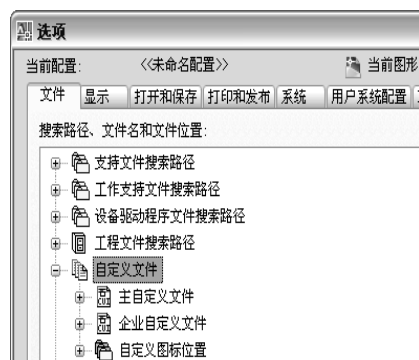 选项
当前配置: <<未命名配置>> 当前图形
文件 显示 打开和保存 打印和发布 系统 用户系统配置
搜索路径、文件名和文件位置:
支持文件搜索路径
工作支持文件搜索路径
设备驱动程序文件搜索路径
工程文件搜索路径
自定义文件
主自定义文件
企业自定义文件
自定义图标位置